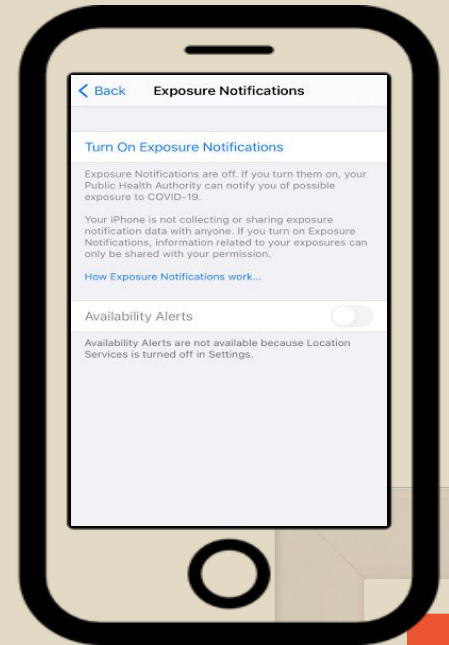 Back Exposure Notifications
Turn On Exposure Notifications
Exposure Notifications are off. If you turn them on, your
Public Health Authority can notify you of possible
exposure to COVID-19.
Your iPhone is not collecting or sharing exposure
notification data with anyone. If you turn on Exposure
Notifications, information related to your exposures can
only be shared with your permission.
How Exposure Notifications work...
Availability Alerts
Availability Alerts are not available because Location
Services is turned off in Settings.